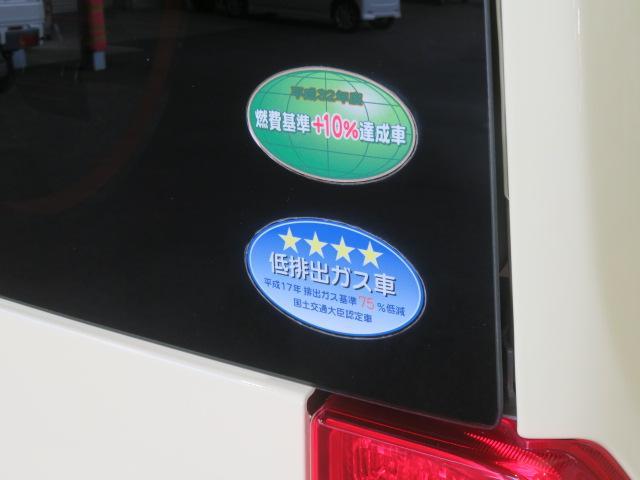 平成32年度
燃費基準+10%達成車
低排出ガス車
平成17年 排出ガス基準75%低減
国土交通大臣認定車